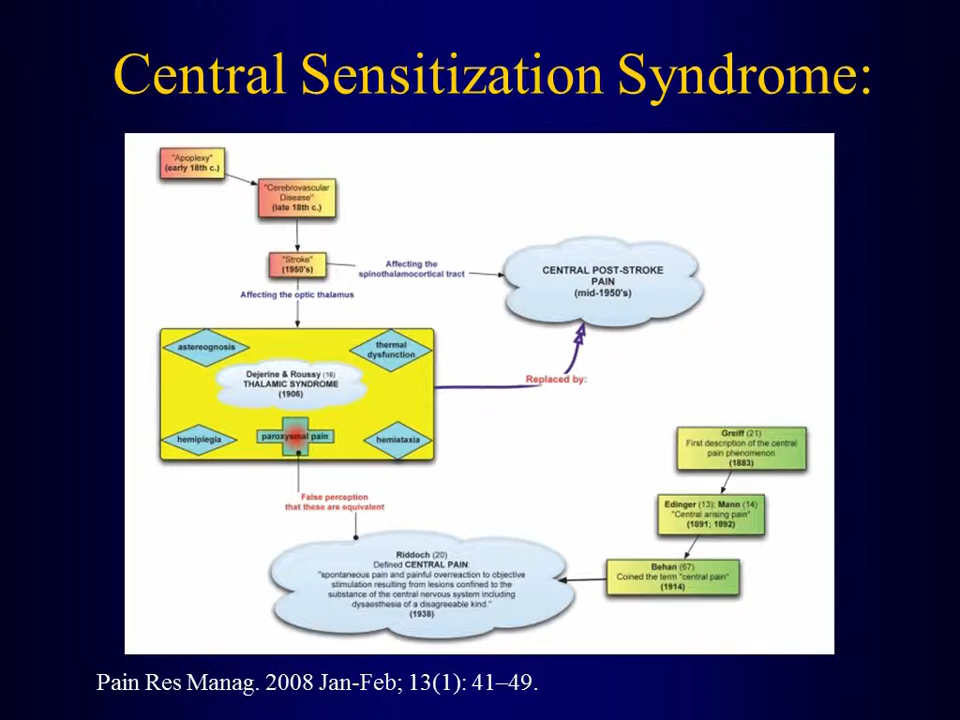 Central Sensitization Syndrome:
"Apoplexy"
(early 18th c.)
"Cerebrovascular
Disease"
(late 18th c.)
"Stroke"
(1950's)
Affecting the
spinothalamocortical tract
CENTRAL POST-STROKE
PAIN
(mid-1950's)
Affecting the optic thalamus
astereognosis
thermal
dysfunction
Dejerine & Roussy (16)
THALAMIC SYNDROME
(1906)
Replaced by:
hemiplegia
paroxysmal pain
hemiataxia
Greiff (21)
First description of the central
pain phenomenon
(1883)
False perception
that these are equivalent
Edinger (13); Mann (14)
"Central arising pain"
(1891; 1892)
Riddoch (20)
Defined CENTRAL PAIN:
"spontaneous pain and painful overreaction to objective
stimulation resulting from lesions confined to the
substance of the central nervous system including
dysaesthesia of a disagreeable kind."
(1938)
Behan (67)
Coined the term "central pain"
(1914)
Pain Res Manag. 2008 Jan-Feb; 13(1): 41–49.